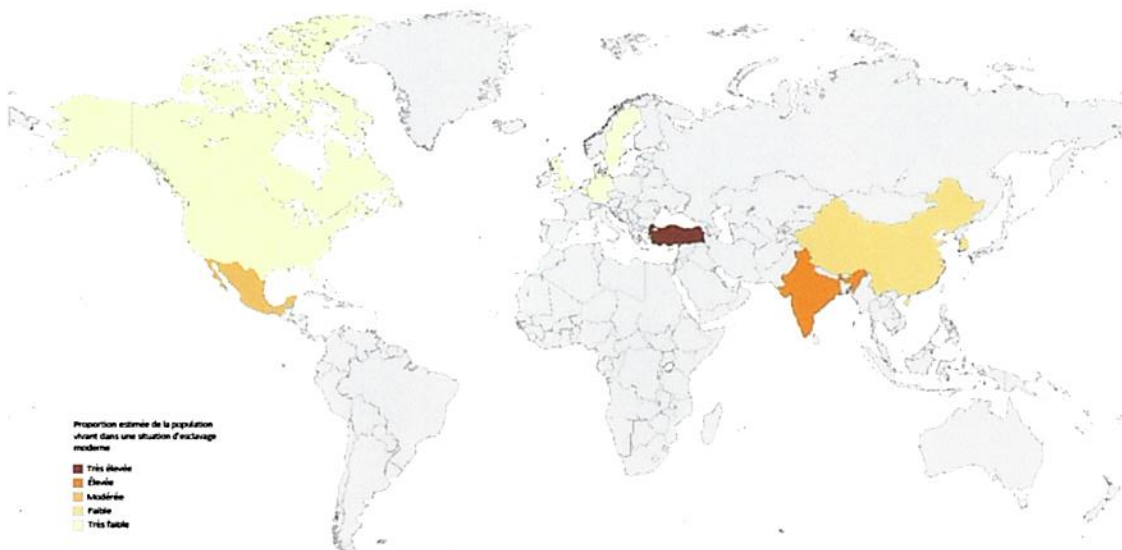 Proportion estimée de la population
vivant dans une situation d'esclavage
moderne
Très élevée
Élevée
Modérée
Faible
Très faible